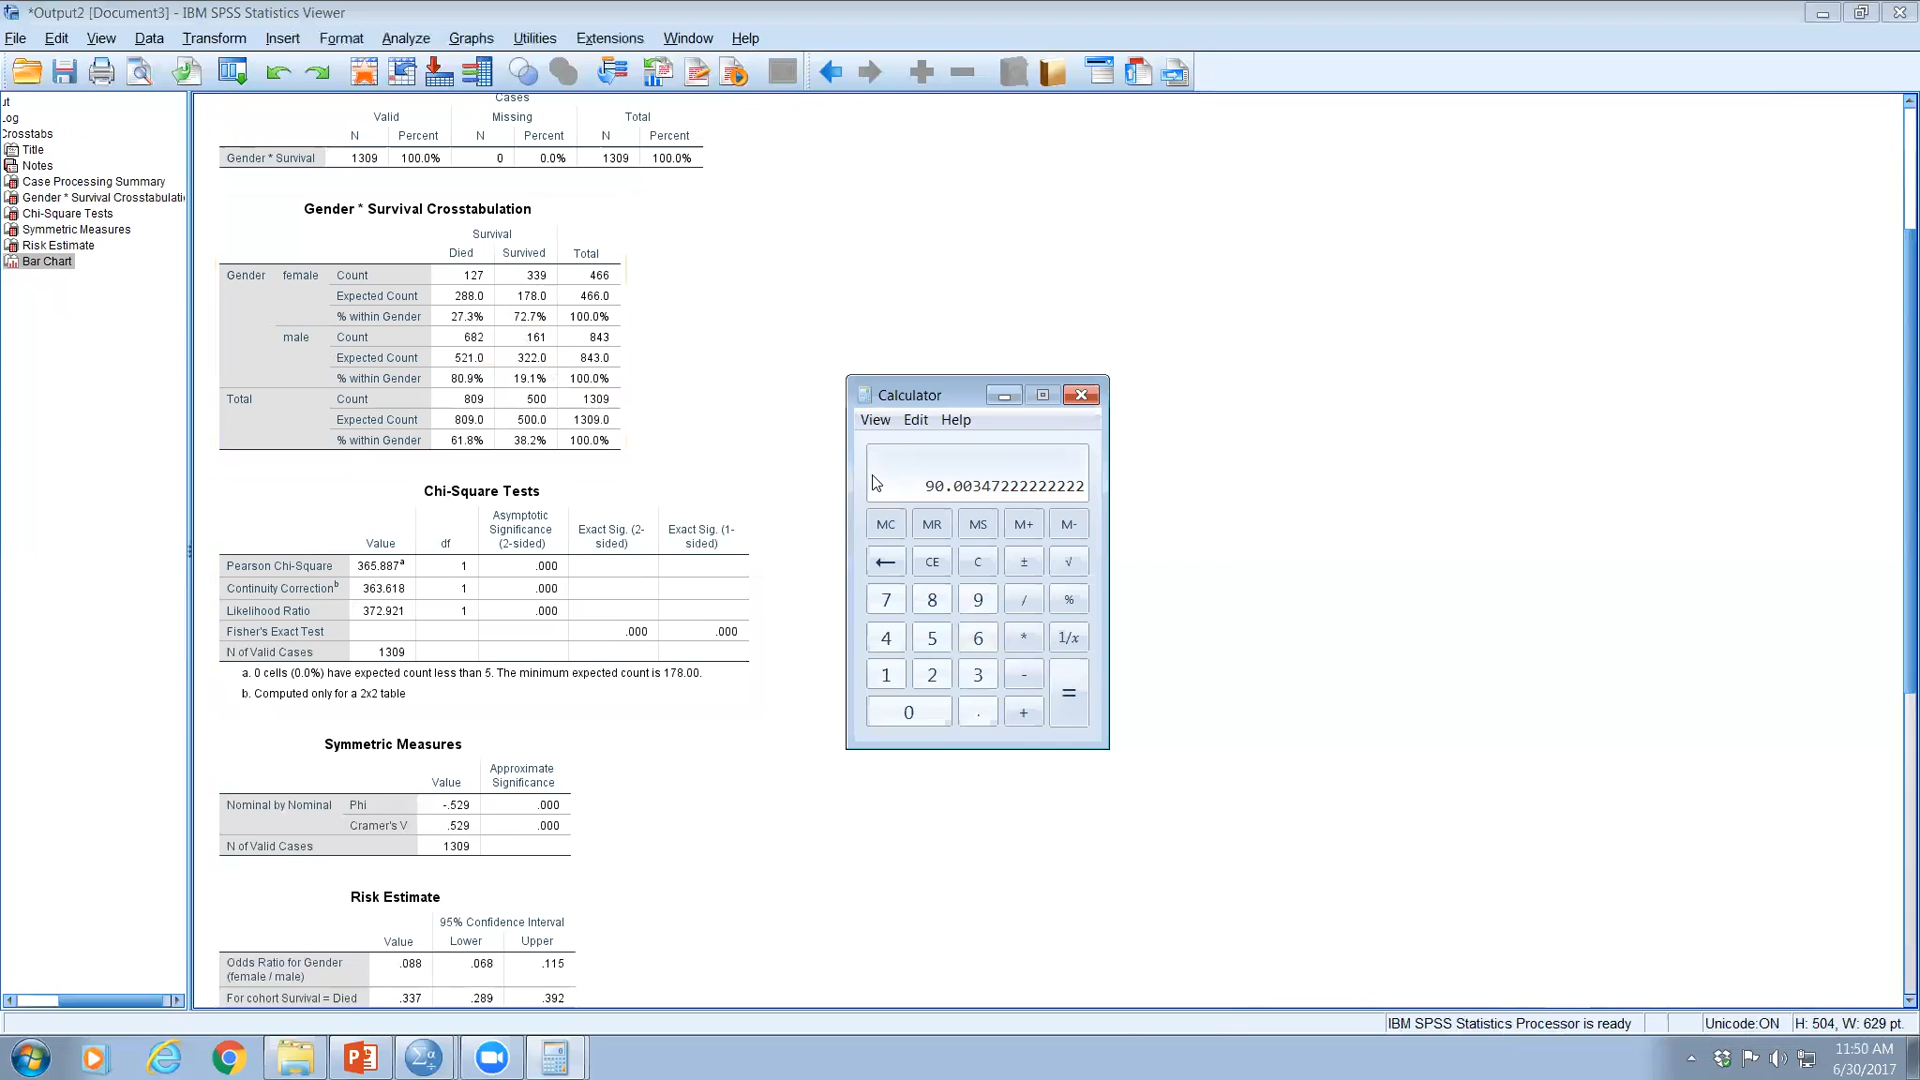 *Output2 [Document3] - IBM SPSS Statistics Viewer
File Edit View Data Transform Insert Format Analyze Graphs Utilities Extensions Window Help
ut
Log
Crosstabs
Title
Notes
Case Processing Summary
Gender * Survival Crosstabulati
Chi-Square Tests
Symmetric Measures
Risk Estimate
Bar Chart
Cases
Valid Missing Total
N Percent N Percent N Percent
Gender * Survival 1309 100.0% 0 0.0% 1309 100.0%
Gender * Survival Crosstabulation
Survival
Died Survived Total
Gender female Count 127 339 466
Expected Count 288.0 178.0 466.0
% within Gender 27.3% 72.7% 100.0%
male Count 682 161 843
Expected Count 521.0 322.0 843.0
% within Gender 80.9% 19.1% 100.0%
Total Count 809 500 1309
Expected Count 809.0 500.0 1309.0
% within Gender 61.8% 38.2% 100.0%
Chi-Square Tests
Value df Asymptotic Significance (2-sided) Exact Sig. (2-sided) Exact Sig. (1-sided)
Pearson Chi-Square 365.887a 1 .000
Continuity Correctionb 363.618 1 .000
Likelihood Ratio 372.921 1 .000
Fisher's Exact Test .000 .000
N of Valid Cases 1309
a. 0 cells (0.0%) have expected count less than 5. The minimum expected count is 178.00.
b. Computed only for a 2x2 table
Symmetric Measures
Value Approximate Significance
Nominal by Nominal Phi -.529 .000
Cramer's V .529 .000
N of Valid Cases 1309
Risk Estimate
95% Confidence Interval
Value Lower Upper
Odds Ratio for Gender (female / male) .088 .068 .115
For cohort Survival = Died .337 .289 .392
Calculator
View Edit Help
90.00347222222222
MC MR MS M+ M-
← CE C ± √
7 8 9 / %
4 5 6 * 1/x
1 2 3 - =
0 . +
IBM SPSS Statistics Processor is ready Unicode:ON H: 504, W: 629 pt.
11:50 AM
6/30/2017